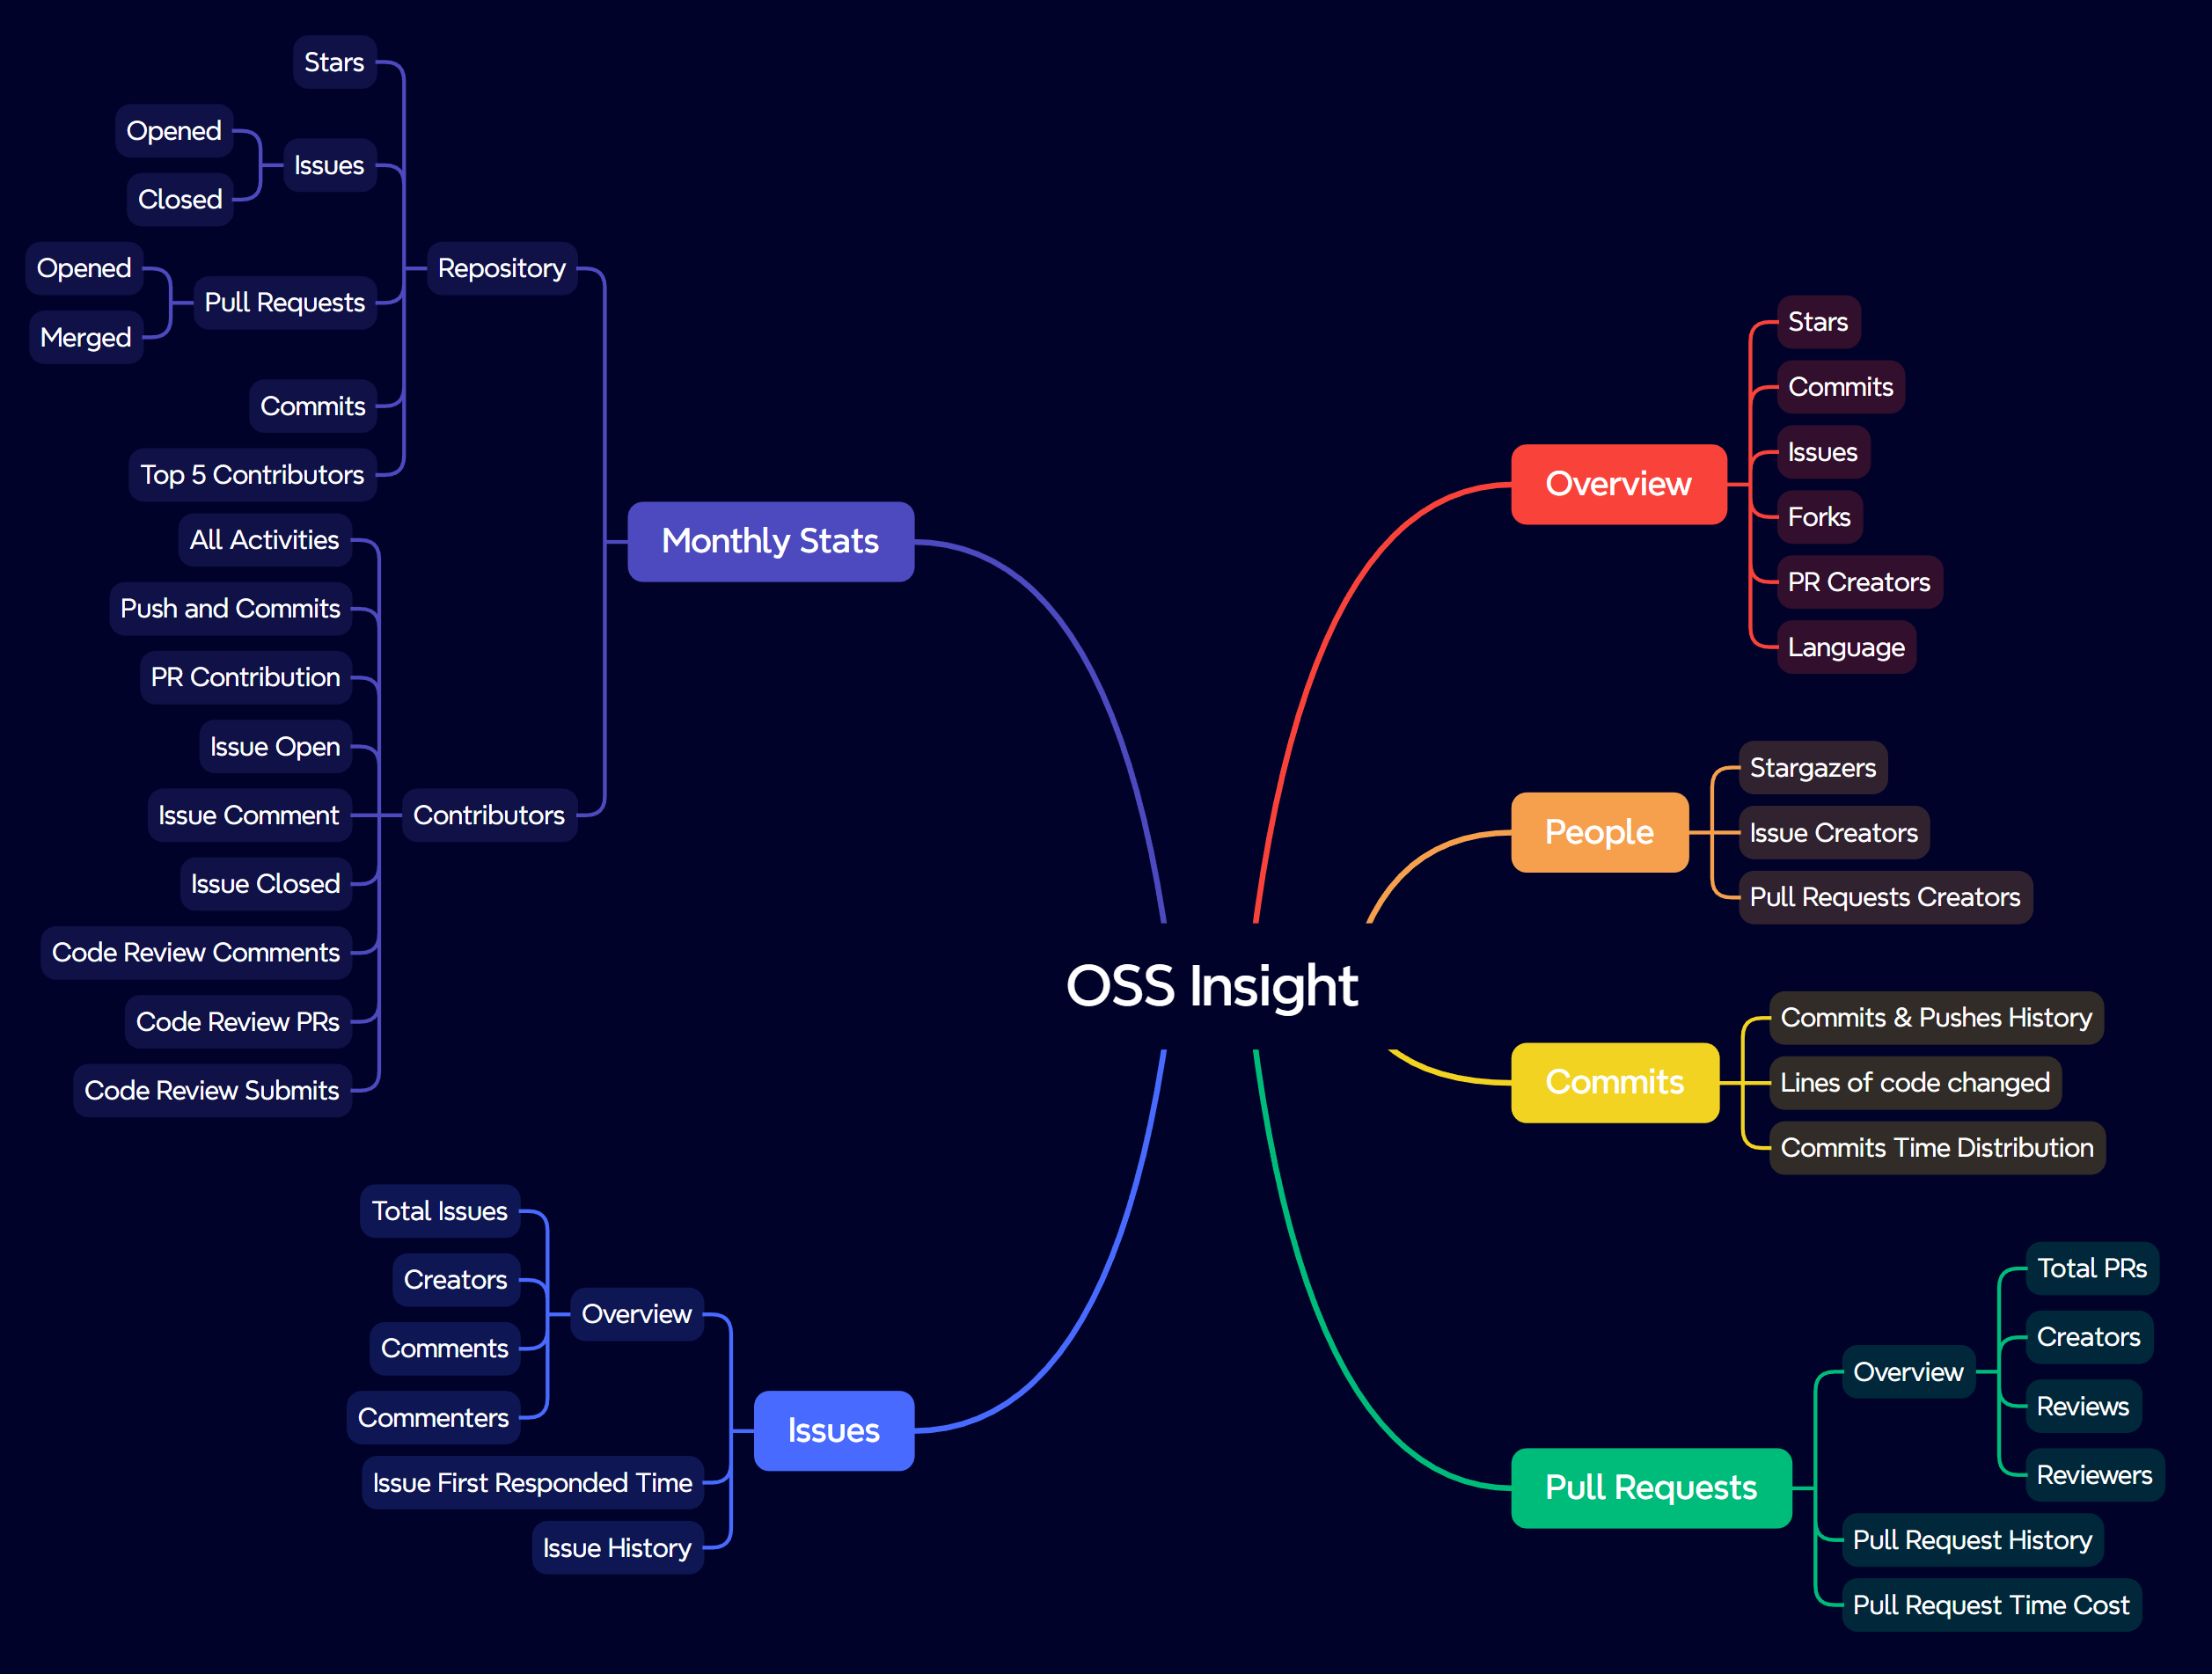 OSS Insight
Overview
Stars
Commits
Issues
Forks
PR Creators
Language
People
Stargazers
Issue Creators
Pull Requests Creators
Commits
Commits & Pushes History
Lines of code changed
Commits Time Distribution
Pull Requests
Overview
Total PRs
Creators
Reviews
Reviewers
Pull Request History
Pull Request Time Cost
Monthly Stats
Repository
Stars
Issues
Opened
Closed
Pull Requests
Opened
Merged
Commits
Top 5 Contributors
Contributors
All Activities
Push and Commits
PR Contribution
Issue Open
Issue Comment
Issue Closed
Code Review Comments
Code Review PRs
Code Review Submits
Issues
Overview
Total Issues
Creators
Comments
Commenters
Issue First Responded Time
Issue History